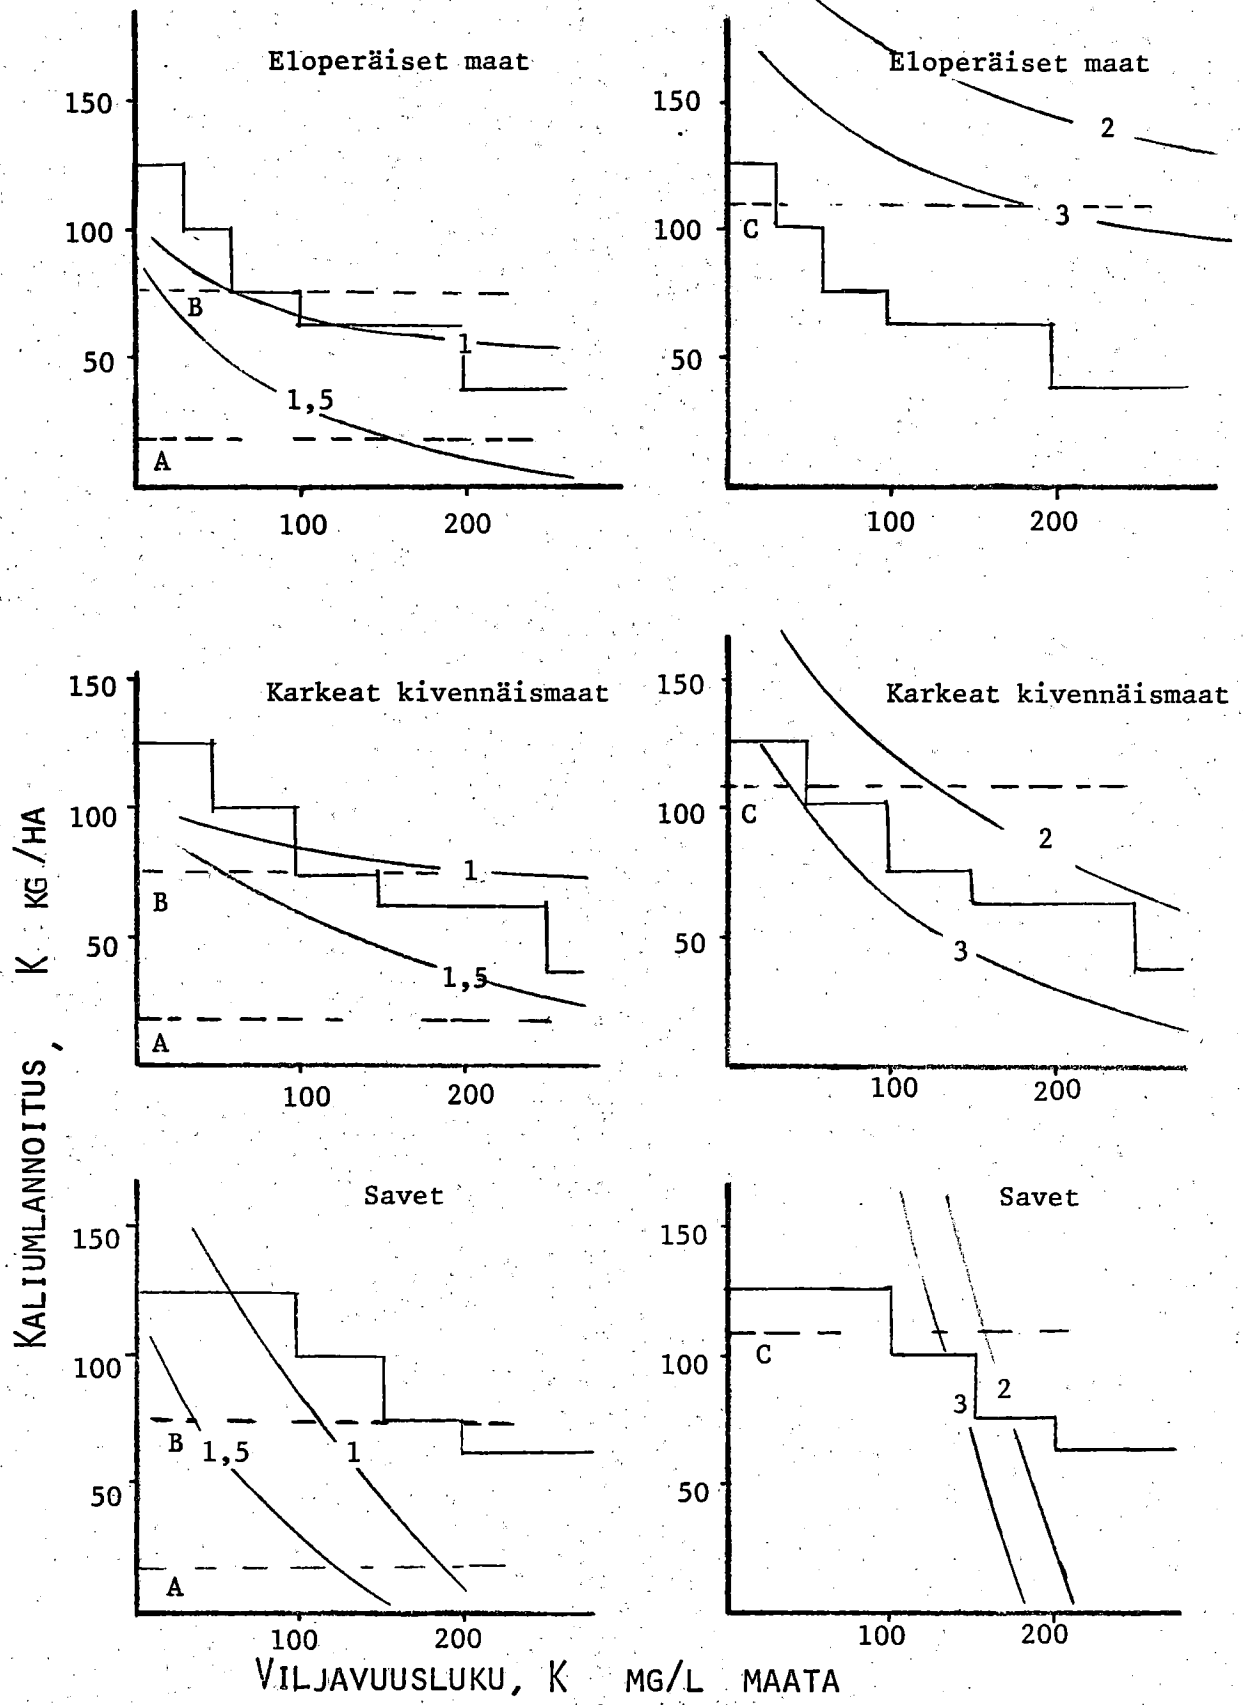 Eloperäiset maat
150
100
50
B
1
1,5
A
100 200
Eloperäiset maat
150
100
50
2
3
C
100 200
Karkeat kivennäismaat
150
100
50
1
B
1,5
A
100 200
Karkeat kivennäismaat
150
100
50
C
2
3
100 200
Savet
150
100
50
B 1,5 1
A
100 200
Savet
150
100
50
C
3 2
100 200
KALIUMLANNOITUS, K KG/HA
VILJAVUUSLUKU, K MG/L MAATA